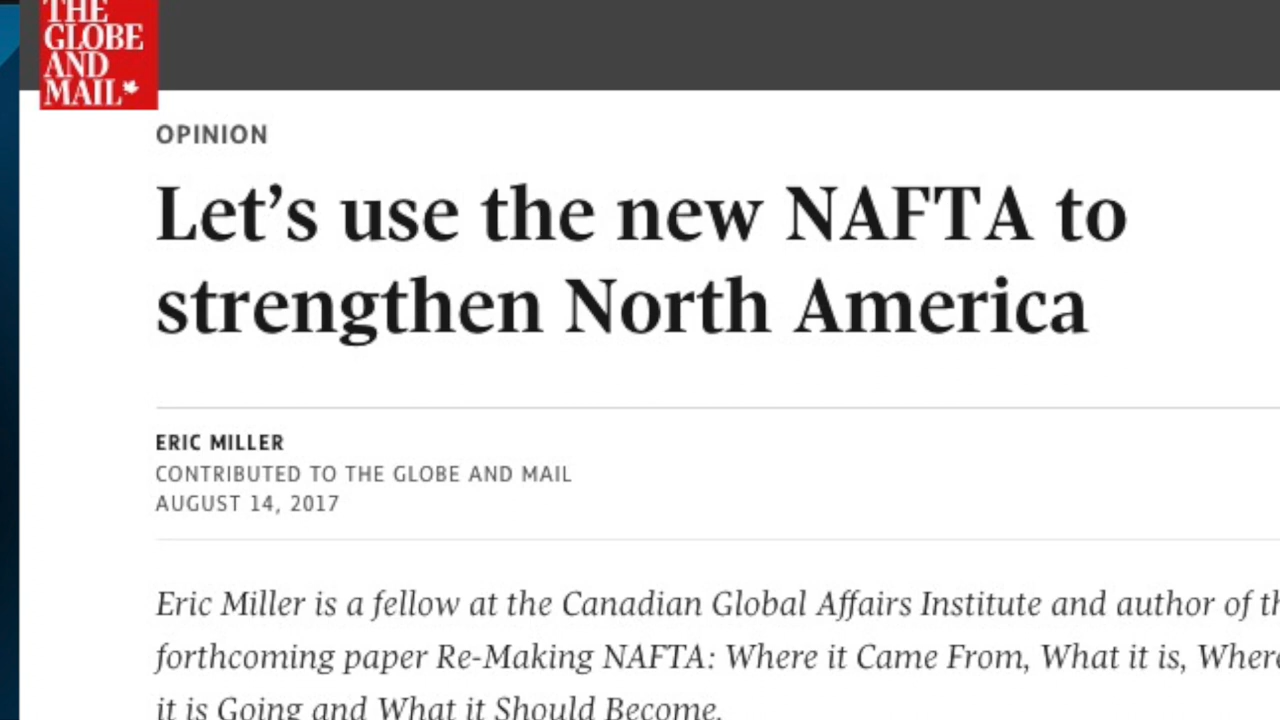 THE
GLOBE
AND
MAIL
OPINION
Let’s use the new NAFTA to
strengthen North America
ERIC MILLER
CONTRIBUTED TO THE GLOBE AND MAIL
AUGUST 14, 2017
Eric Miller is a fellow at the Canadian Global Affairs Institute and author of
forthcoming paper Re-Making NAFTA: Where it Came From, What it is, Where
it is Going and What it Should Become.